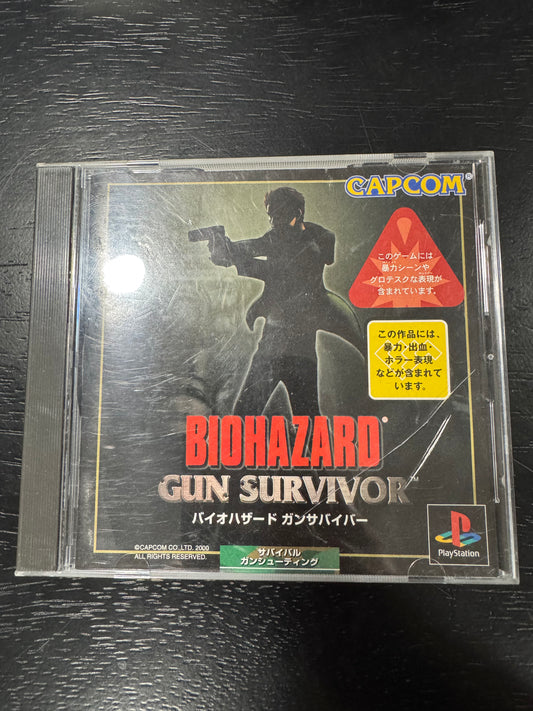 CAPCOM®
このゲームには
暴力シーンや
グロテスクな表現が
含まれています。
この作品には、
暴力・出血・
ホラー表現
などが含まれて
います。
BIOHAZARD®
GUN SURVIVOR™
バイオハザード ガンサバイバー
©CAPCOM CO.,LTD. 2000
ALL RIGHTS RESERVED.
サバイバル
ガンシューティング
PlayStation